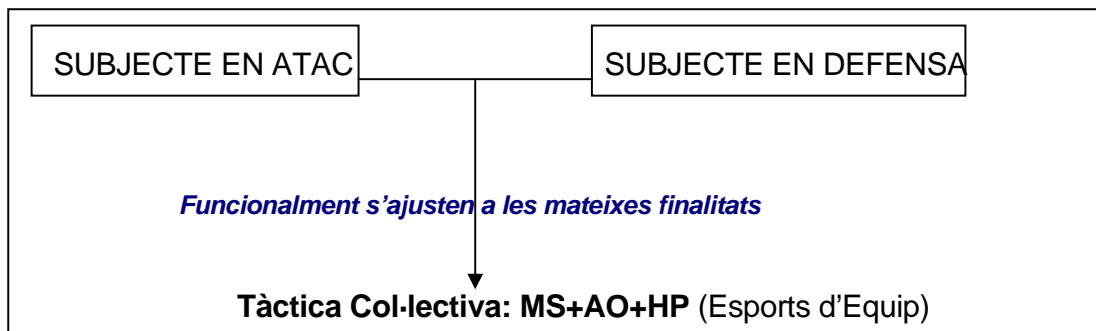 SUBJECTE EN ATAC
SUBJECTE EN DEFENSA
Funcionalment s’ajusten a les mateixes finalitats
Tàctica Col·lectiva: MS+AO+HP (Esports d’Equip)